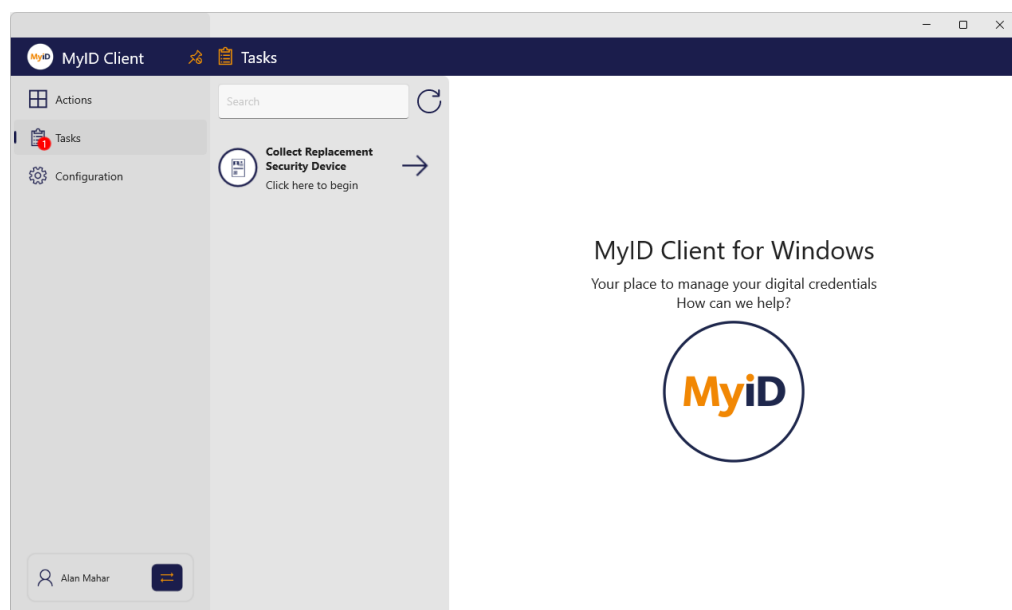 MyiD MyID Client
Tasks
Actions
1
Tasks
Configuration
Search
Collect Replacement
Security Device
Click here to begin
MyID Client for Windows
Your place to manage your digital credentials
How can we help?
MyiD
Alan Mahar